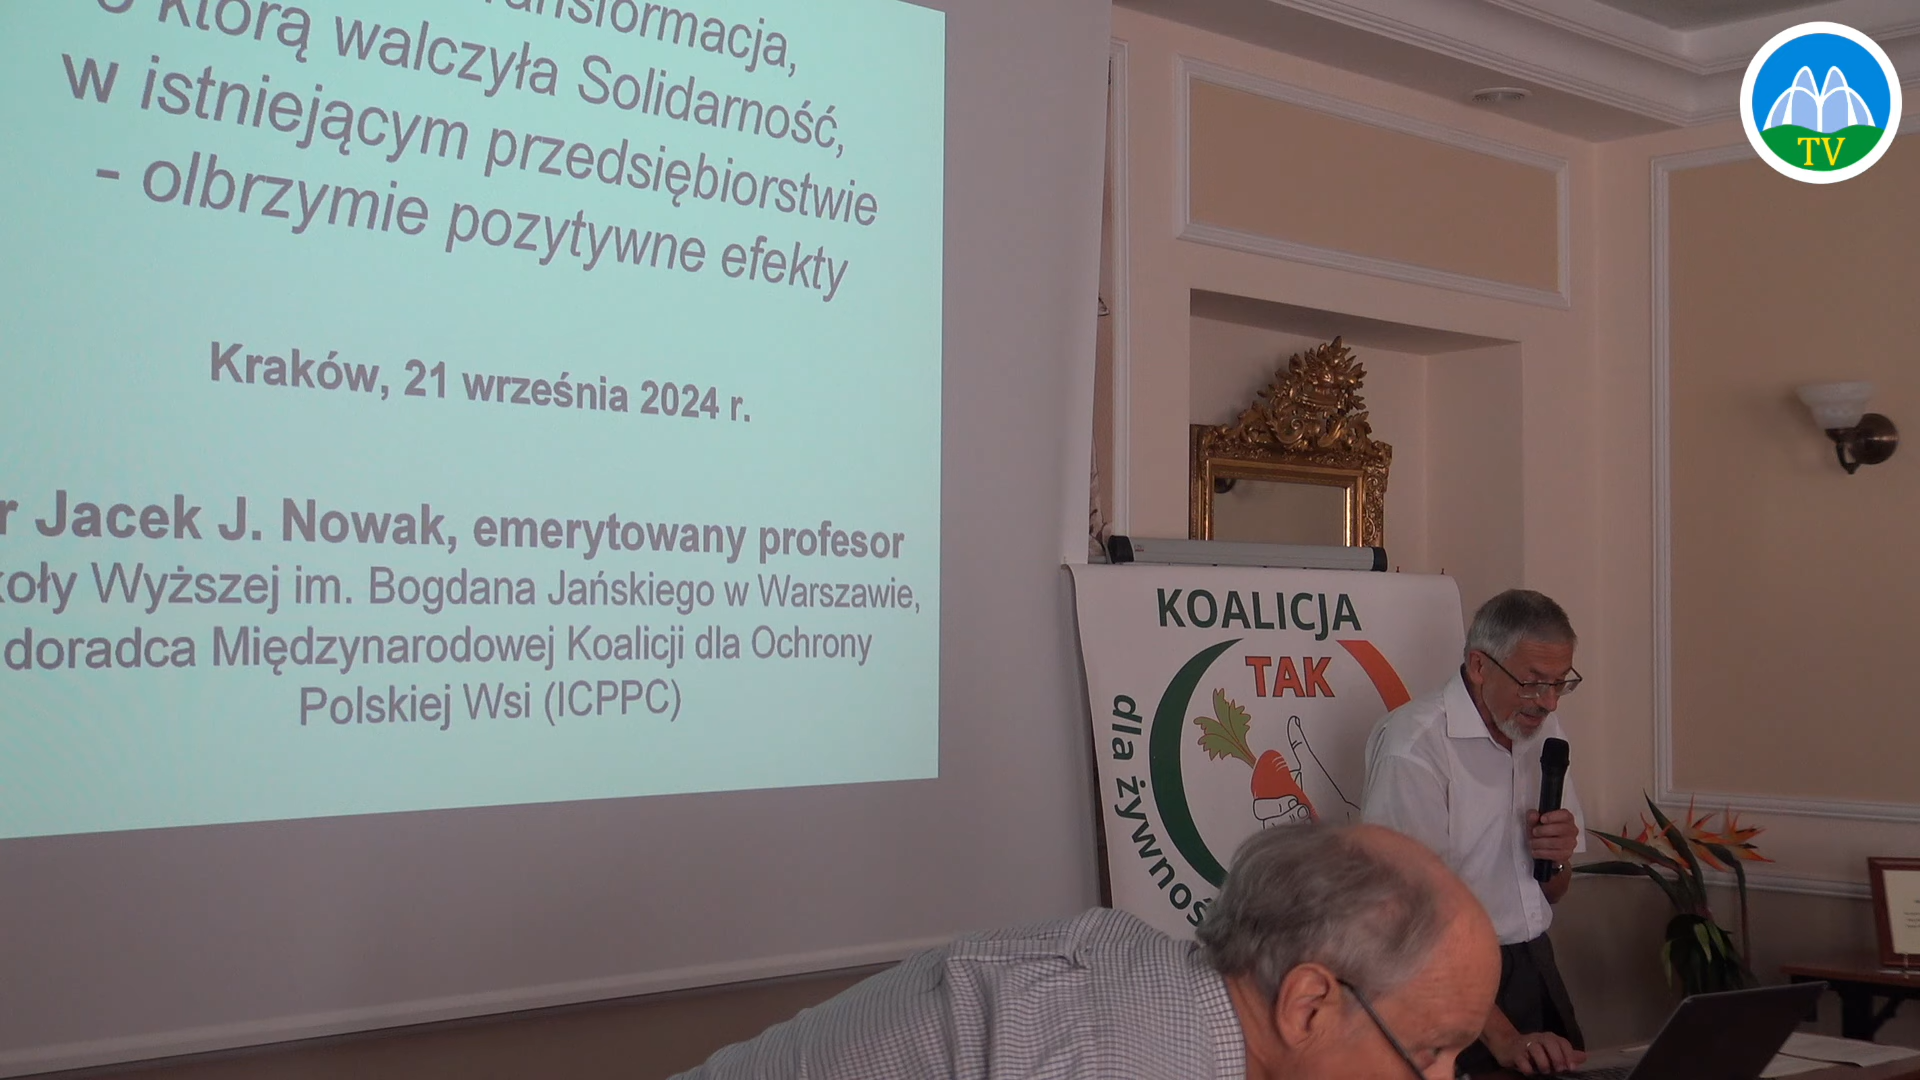 transformacja,
którą walczyła Solidarność,
w istniejącym przedsiębiorstwie
- olbrzymie pozytywne efekty
Kraków, 21 września 2024 r.
Jacek J. Nowak, emerytowany profesor
Wyższej im. Bogdana Jańskiego w Warszawie,
doradca Międzynarodowej Koalicji dla Ochrony
Polskiej Wsi (ICPPC)
KOALICJA
TAK
dla żywnoś
TV